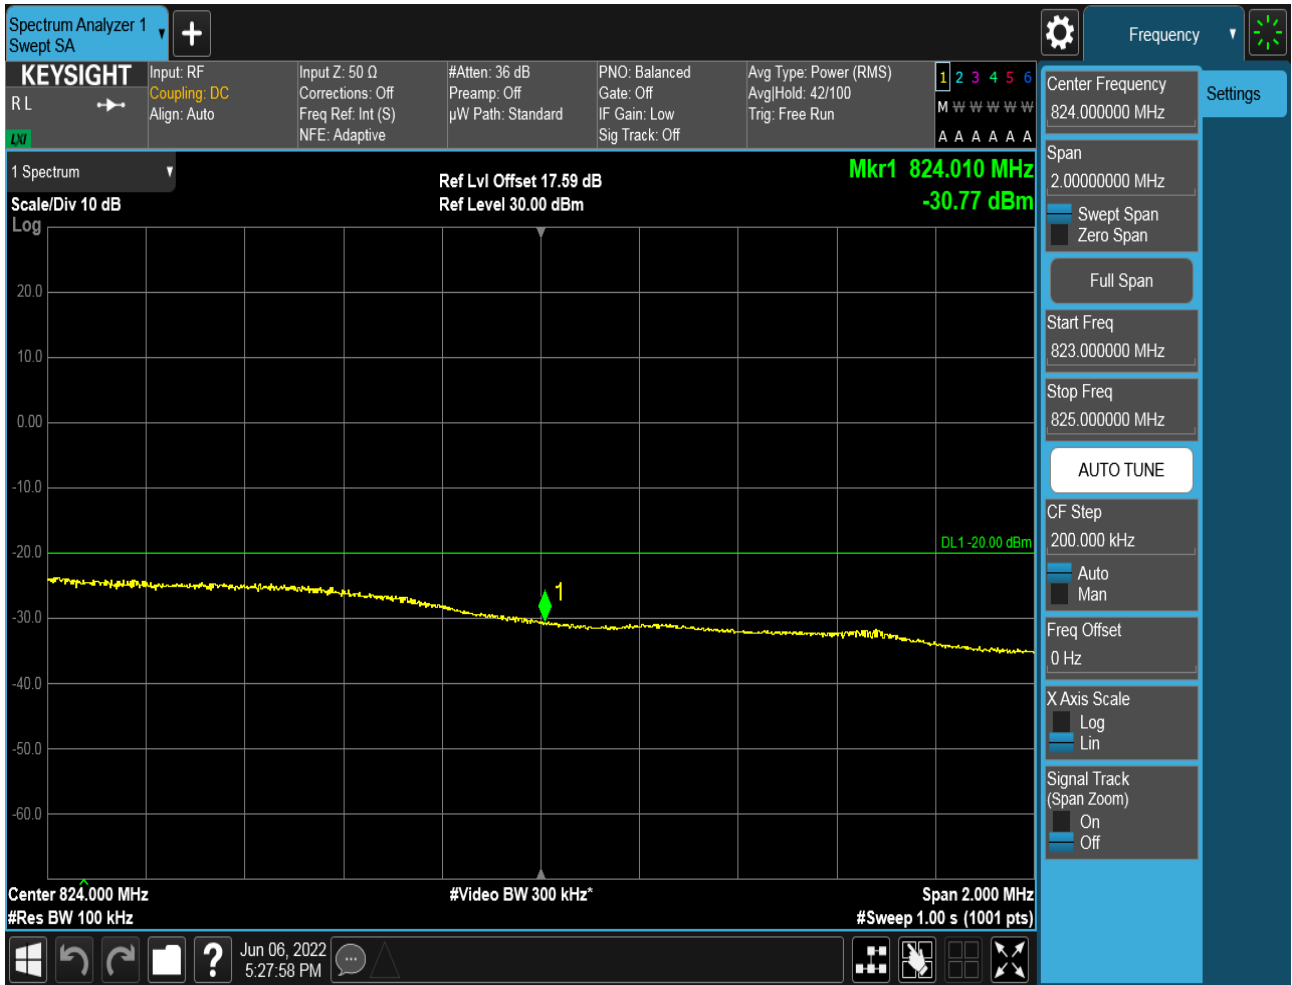 Spectrum Analyzer 1
Swept SA
Frequency
KEYSIGHT
R L
LXI
Input: RF
Coupling: DC
Align: Auto
Input Z: 50 Ω
Corrections: Off
Freq Ref: Int (S)
NFE: Adaptive
#Atten: 36 dB
Preamp: Off
µW Path: Standard
PNO: Balanced
Gate: Off
IF Gain: Low
Sig Track: Off
Avg Type: Power (RMS)
Avg|Hold: 42/100
Trig: Free Run
1 2 3 4 5 6
M W W W W W
A A A A A A
1 Spectrum
Scale/Div 10 dB
Log
Ref Lvl Offset 17.59 dB
Ref Level 30.00 dBm
Mkr1 824.010 MHz
-30.77 dBm
20.0
10.0
0.00
-10.0
-20.0
-30.0
-40.0
-50.0
-60.0
DL1 -20.00 dBm
1
Center 824.000 MHz
#Res BW 100 kHz
#Video BW 300 kHz*
Span 2.000 MHz
#Sweep 1.00 s (1001 pts)
Jun 06, 2022
5:27:58 PM
Center Frequency
824.000000 MHz
Span
2.00000000 MHz
Swept Span
Zero Span
Full Span
Start Freq
823.000000 MHz
Stop Freq
825.000000 MHz
AUTO TUNE
CF Step
200.000 kHz
Auto
Man
Freq Offset
0 Hz
X Axis Scale
Log
Lin
Signal Track
(Span Zoom)
On
Off
Settings